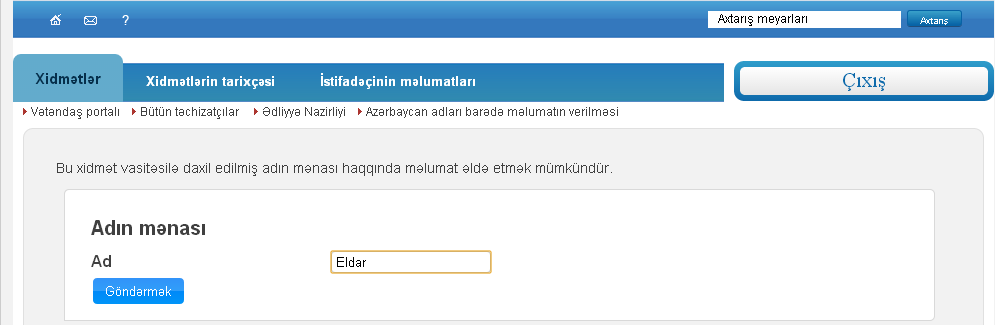 ? Axtarış meyarları Axtarış
Xidmətlər Xidmətlərin tarixçəsi İstifadəçinin məlumatları Çıxış
Vətəndaş portalı Bütün təchizatçılar Ədliyyə Nazirliyi Azərbaycan adları barədə məlumatın verilməsi
Bu xidmət vasitəsilə daxil edilmiş adın mənası haqqında məlumat əldə etmək mümkündür.
Adın mənası
Ad Eldar
Göndərmək